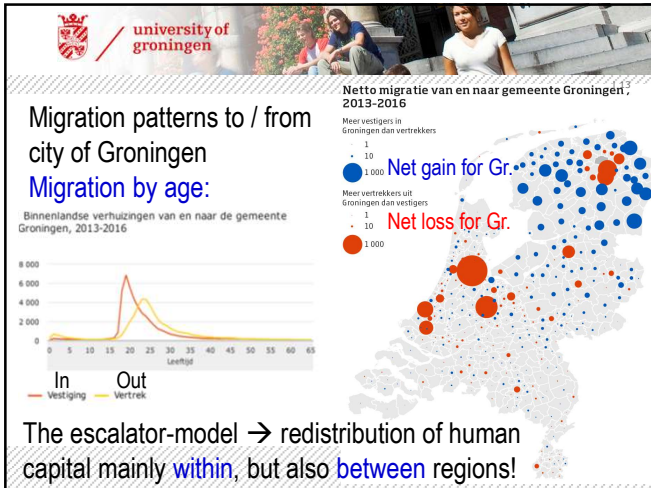 university of
groningen
Migration patterns to / from
city of Groningen
Migration by age:
Binnenlandse verhuizingen van en naar de gemeente
Groningen, 2013-2016
8 000
6 000
4 000
2 000
0
0 5 10 15 20 25 30 35 40 45 50 55 60 65
Leeftijd
In Out
Vestiging Vertrek
| 13
Netto migratie van en naar gemeente Groningen ,
2013-2016
Meer vestigers in
Groningen dan vertrekkers
1
10
1 000
Net gain for Gr.
Meer vertrekkers uit
Groningen dan vestigers
1
10
1 000
Net loss for Gr.
The escalator-model → redistribution of human
capital mainly within, but also between regions!